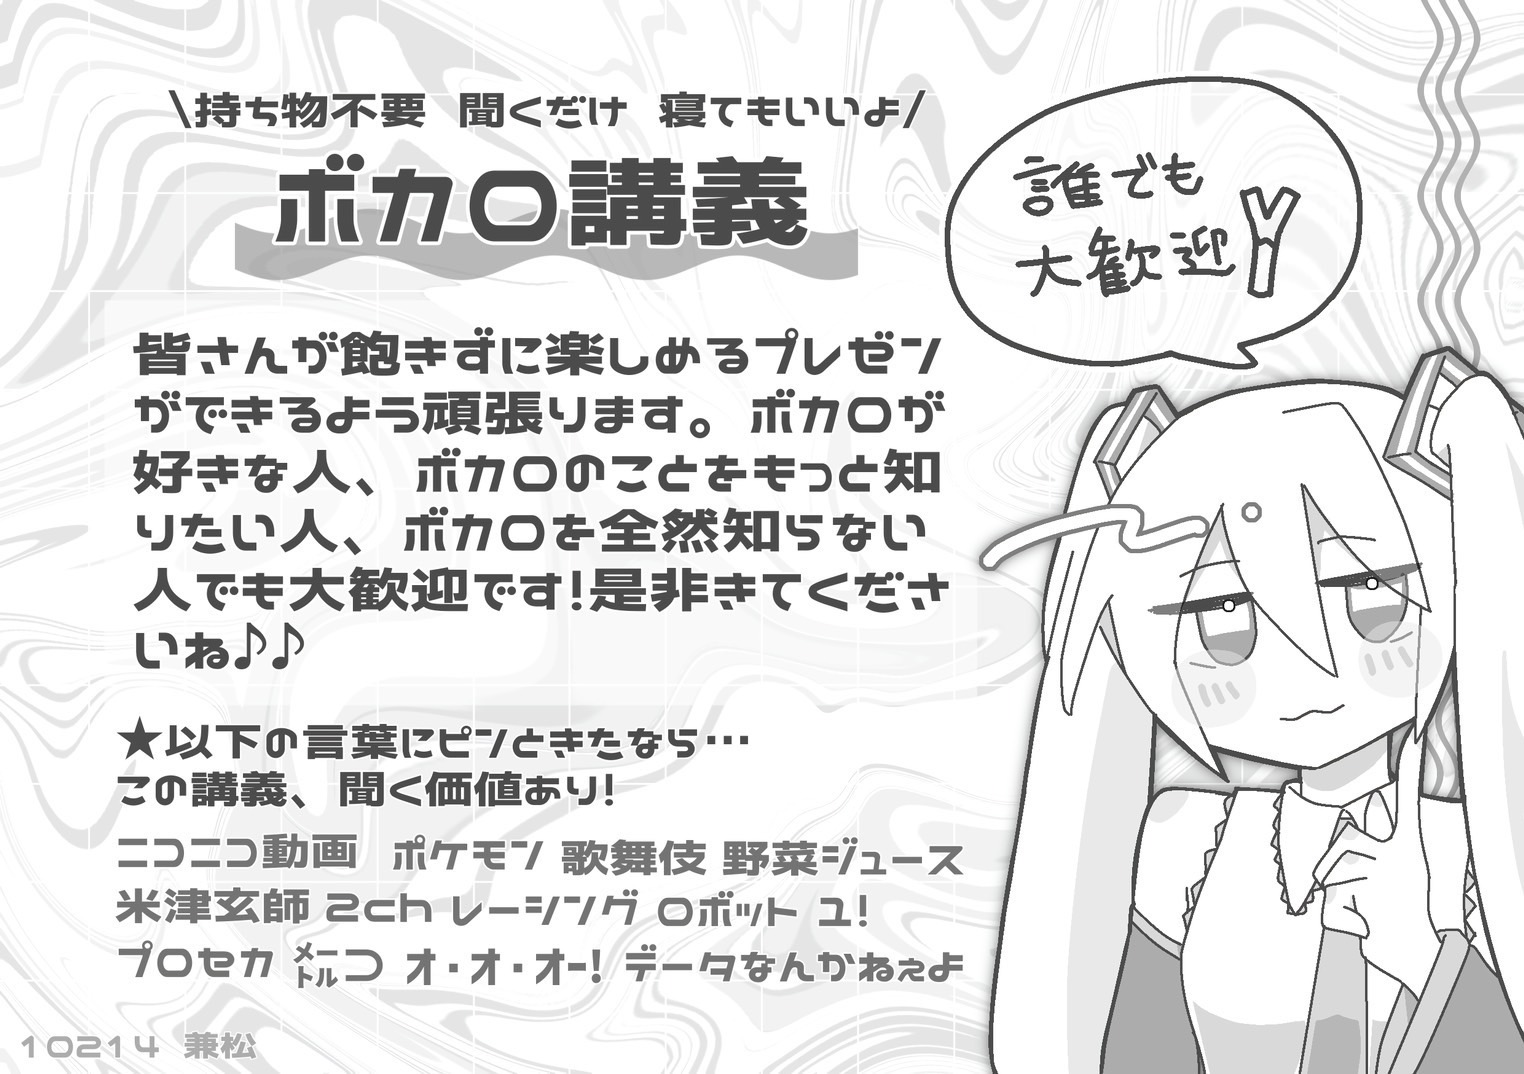 \持ち物不要 聞くだけ 寝てもいいよ/
ボカロ講義
誰でも
大歓迎
皆さんが飽きずに楽しめるプレゼン
ができるよう頑張ります。ボカロが
好きな人、ボカロのことをもっと知
りたい人、ボカロを全然知らない
人でも大歓迎です!是非きてくださ
いね♪♪
★以下の言葉にピンときたなら…
この講義、聞く価値あり!
ニコニコ動画 ポケモン 歌舞伎 野菜ジュース
米津玄師 2ch レーシング ロボット ユ!
プロセカ ㍍⊃ オ・オ・オー! データなんかねぇよ
10214 兼松